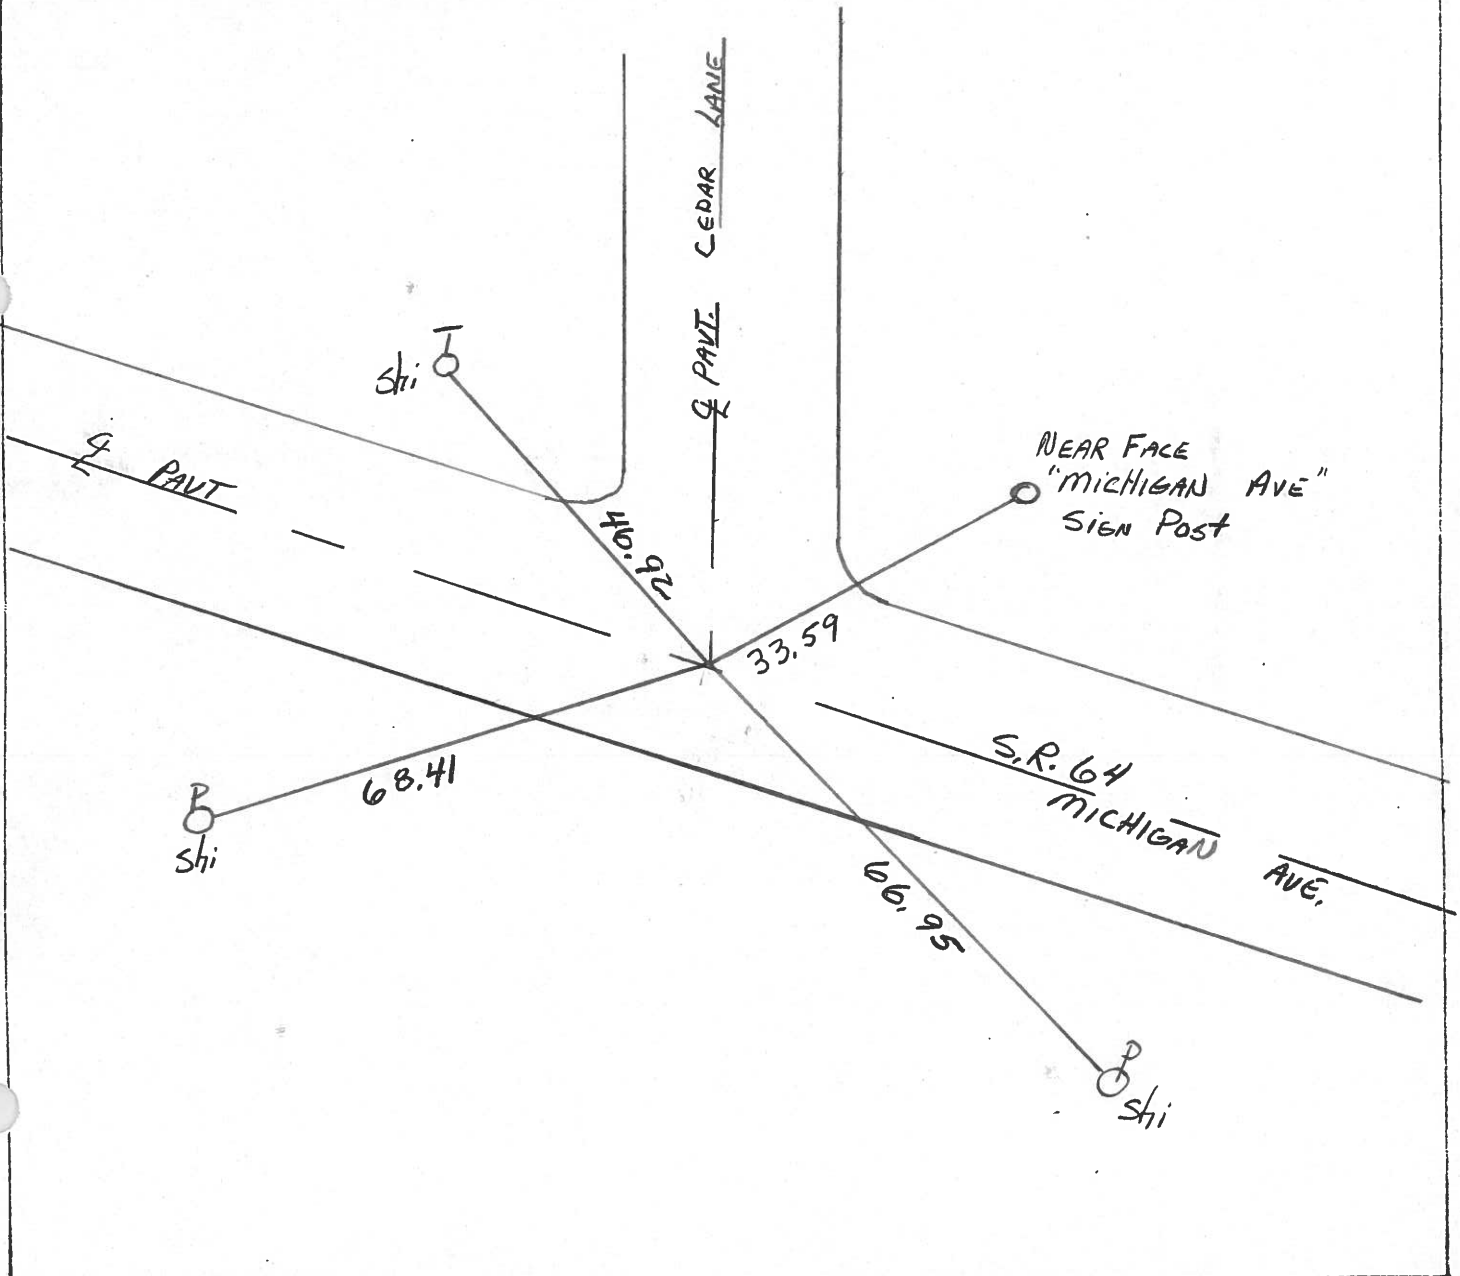 ℄ PAVT. CEDAR LANE
T
shi
℄ PAVT
NEAR FACE
"MICHIGAN AVE"
SIGN POST
46.92
33.59
68.41
P
shi
S.R. 64
MICHIGAN AVE.
66.95
P
shi